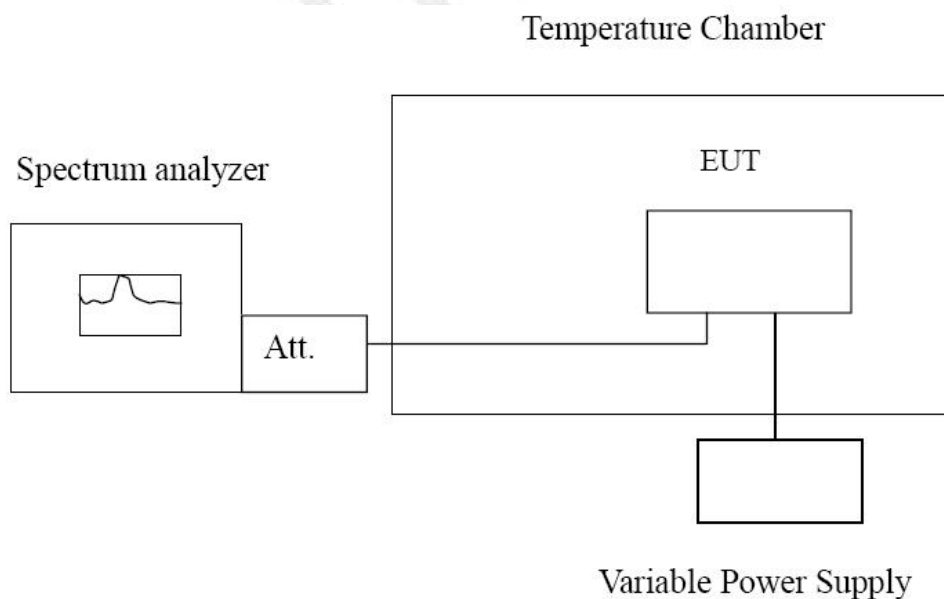 Temperature Chamber
Spectrum analyzer
EUT
Att.
Variable Power Supply